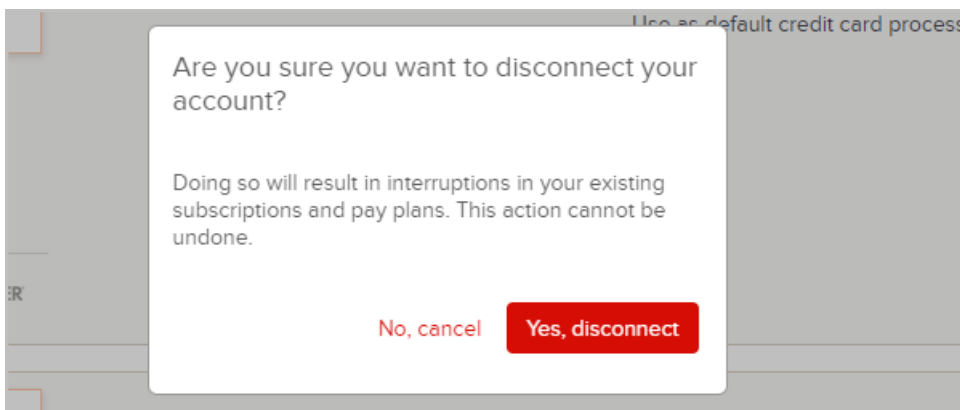 Use as default credit card process
Are you sure you want to disconnect your
account?
Doing so will result in interruptions in your existing
subscriptions and pay plans. This action cannot be
undone.
ER
No, cancel Yes, disconnect